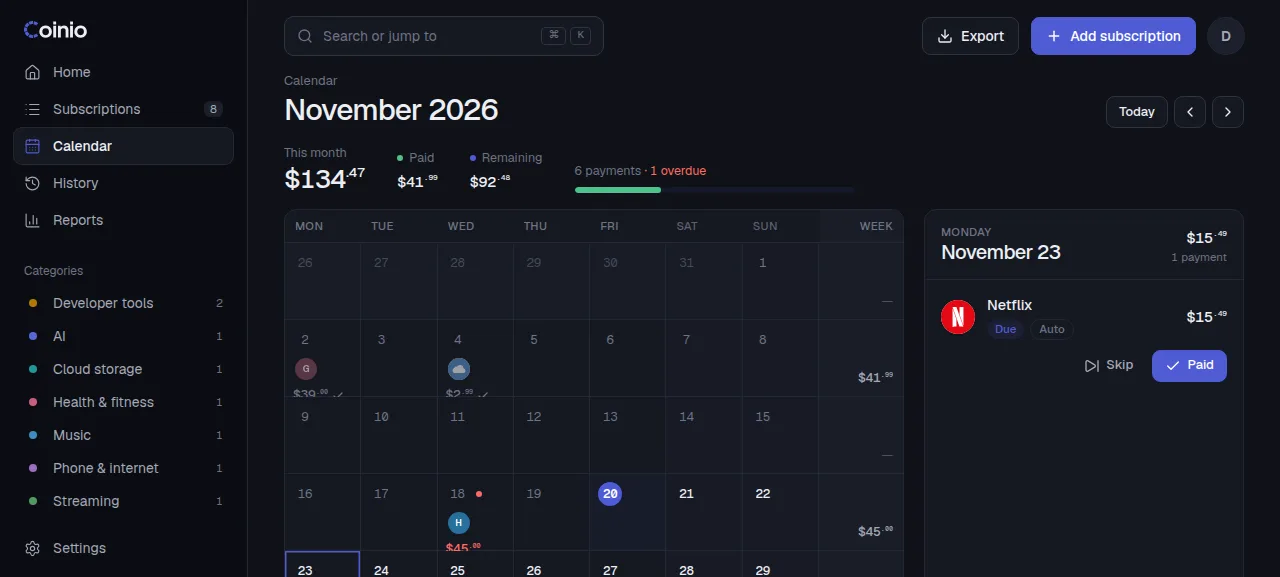 Coinio
Search or jump to ⌘ K
Export
+ Add subscription
D
Home
Subscriptions 8
Calendar
History
Reports
Categories
Developer tools 2
AI 1
Cloud storage 1
Health & fitness 1
Music 1
Phone & internet 1
Streaming 1
Settings
Calendar
November 2026
Today
This month
$134.47
Paid
$41.99
Remaining
$92.48
6 payments · 1 overdue
MON TUE WED THU FRI SAT SUN WEEK
26 27 28 29 30 31 1 —
2 3 4 5 6 7 8
G
$39.00 $2.99 $41.99
9 10 11 12 13 14 15 —
16 17 18 19 20 21 22
H
$45.00 $45.00
23 24 25 26 27 28 29
MONDAY
November 23
$15.49
1 payment
N
Netflix
Due Auto
$15.49
Skip
Paid